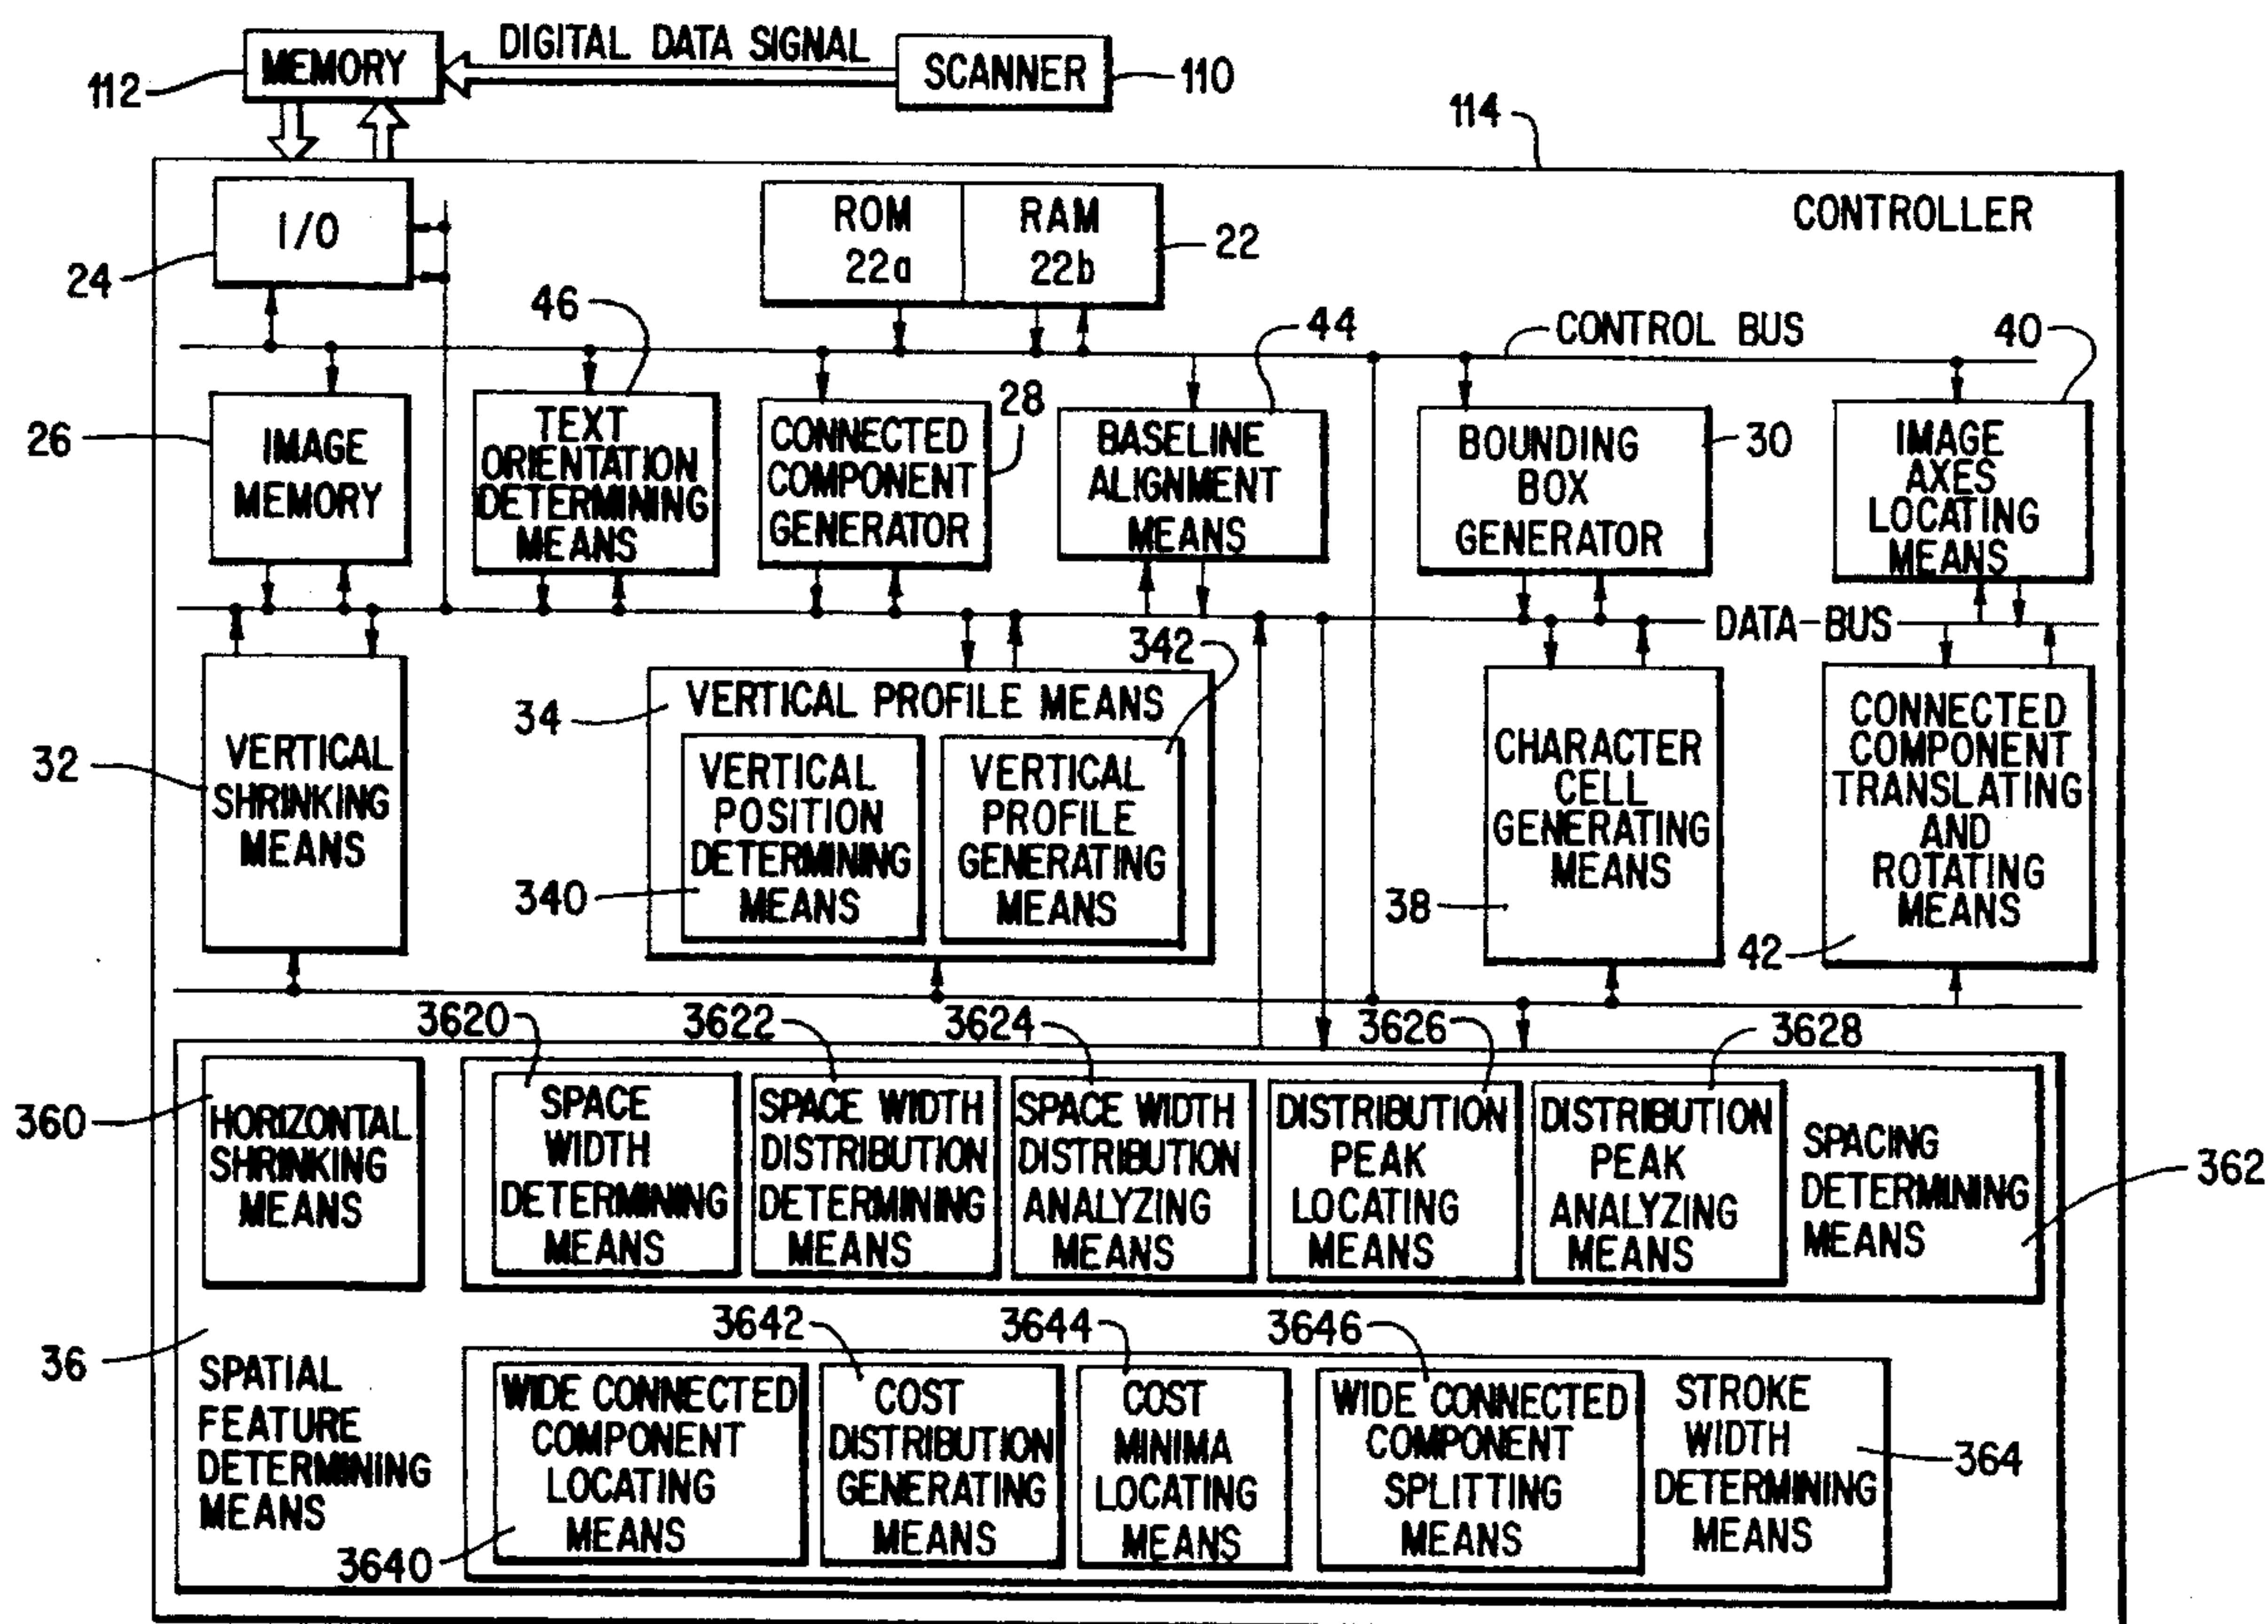 MEMORY
DIGITAL DATA SIGNAL
SCANNER
110
112
114
I/O
24
ROM
22a
RAM
22b
22
CONTROLLER
46
44
CONTROL BUS
40
26
IMAGE
MEMORY
TEXT
ORIENTATION
DETERMINING
MEANS
CONNECTED
COMPONENT
GENERATOR
28
BASELINE
ALIGNMENT
MEANS
BOUNDING
BOX
GENERATOR
30
IMAGE
AXES
LOCATING
MEANS
DATA-BUS
342
32
VERTICAL
SHRINKING
MEANS
34
VERTICAL PROFILE MEANS
VERTICAL
POSITION
DETERMINING
MEANS
340
VERTICAL
PROFILE
GENERATING
MEANS
CHARACTER
CELL
GENERATING
MEANS
38
CONNECTED
COMPONENT
TRANSLATING
AND
ROTATING
MEANS
42
3620
3622
3624
3626
3628
360
HORIZONTAL
SHRINKING
MEANS
SPACE
WIDTH
DETERMINING
MEANS
SPACE WIDTH
DISTRIBUTION
DETERMINING
MEANS
SPACE WIDTH
DISTRIBUTION
ANALYZING
MEANS
DISTRIBUTION
PEAK
LOCATING
MEANS
DISTRIBUTION
PEAK
ANALYZING
MEANS
SPACING
DETERMINING
MEANS
362
3642
3644
3646
36
SPATIAL
FEATURE
DETERMINING
MEANS
WIDE CONNECTED
COMPONENT
LOCATING
MEANS
3640
COST
DISTRIBUTION
GENERATING
MEANS
COST
MINIMA
LOCATING
MEANS
WIDE CONNECTED
COMPONENT
SPLITTING
MEANS
STROKE
WIDTH
DETERMINING
MEANS
364